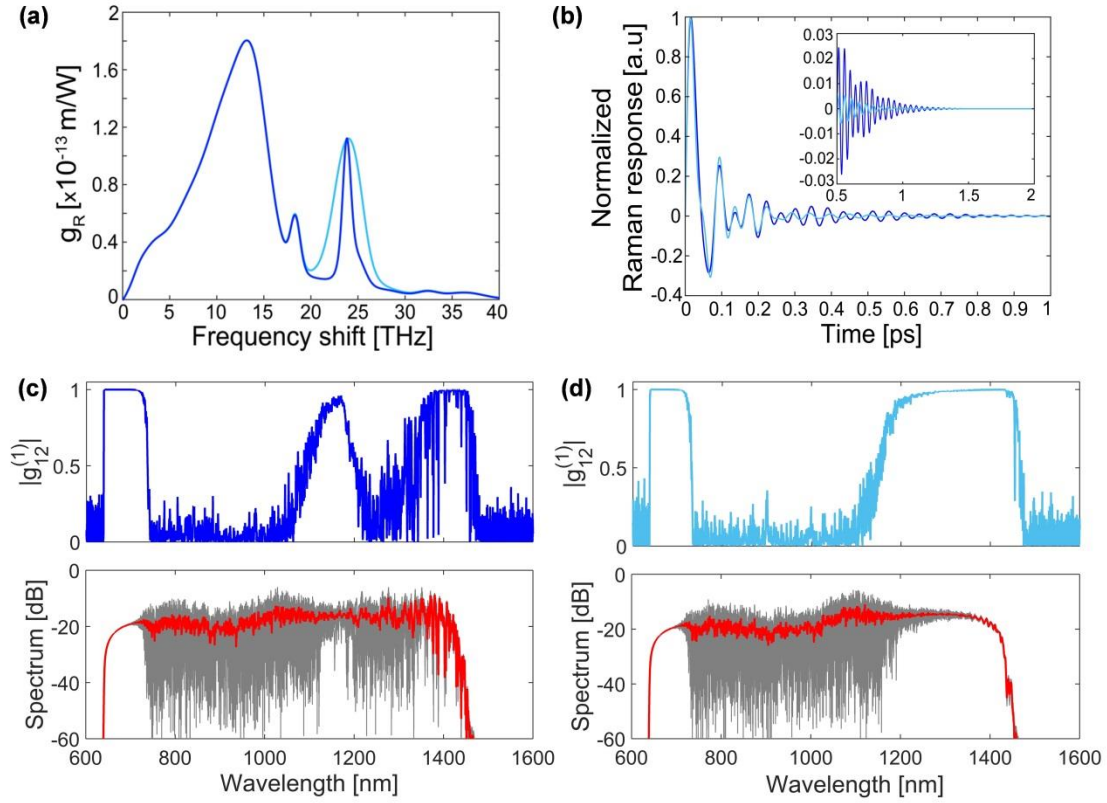 (a)
2
1.6
1.2
0.8
0.4
0
g_R [x10^-13 m/W]
0 5 10 15 20 25 30 35 40
Frequency shift [THz]
(b)
1
0.8
0.6
0.4
0.2
0
-0.2
-0.4
Normalized
Raman response [a.u]
0 0.1 0.2 0.3 0.4 0.5 0.6 0.7 0.8 0.9 1
Time [ps]
0.03
0.02
0.01
0
-0.01
-0.02
0.03
0.5 1 1.5 2
(c)
1
0.5
1
|g_12^(1)|
0
-20
-40
-60
Spectrum [dB]
600 800 1000 1200 1400 1600
Wavelength [nm]
(d)
1
0.5
1
|g_12^(1)|
0
-20
-40
-60
Spectrum [dB]
600 800 1000 1200 1400 1600
Wavelength [nm]